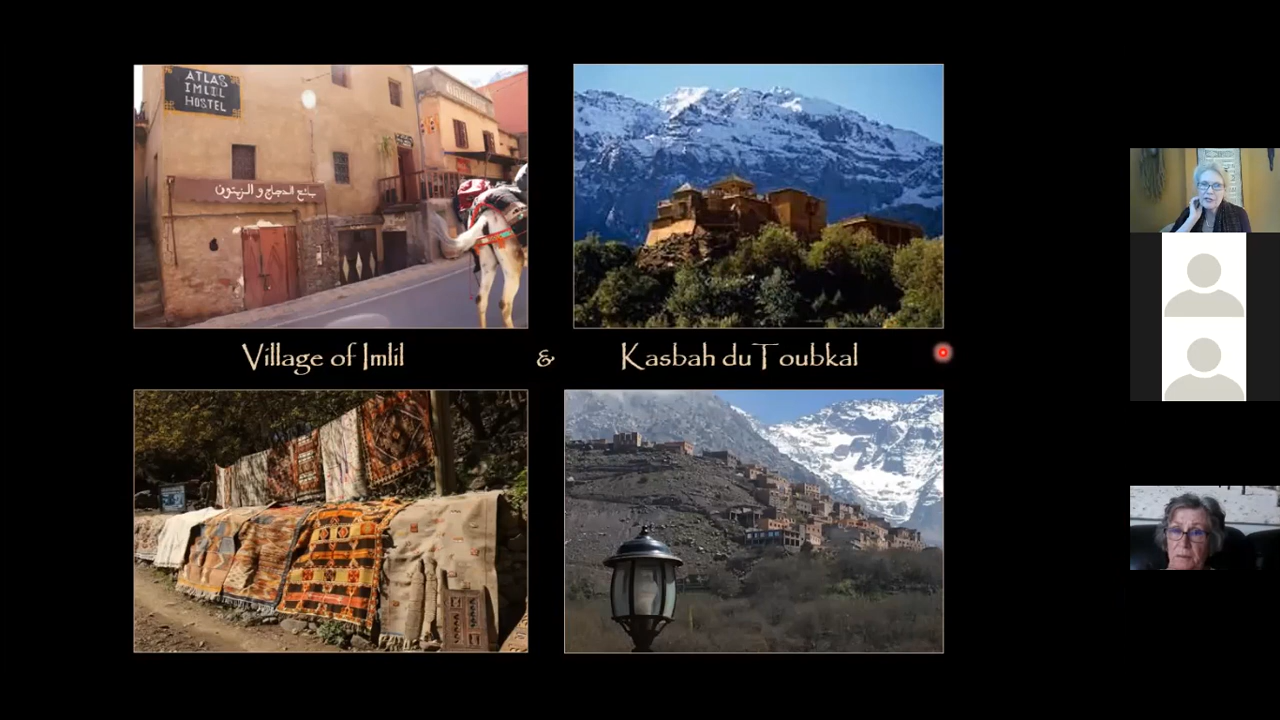 ATLAS
IMLIL
HOSTEL
بائع الدجاج و الزيتون
Village of Imlil & Kasbah du Toubkal